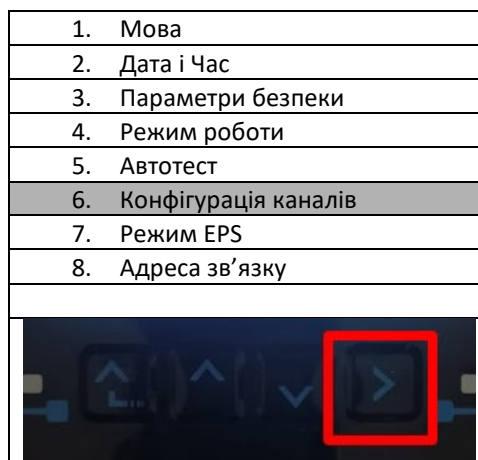 1. Мова
2. Дата і Час
3. Параметри безпеки
4. Режим роботи
5. Автотест
6. Конфігурація каналів
7. Режим EPS
8. Адреса зв’язку